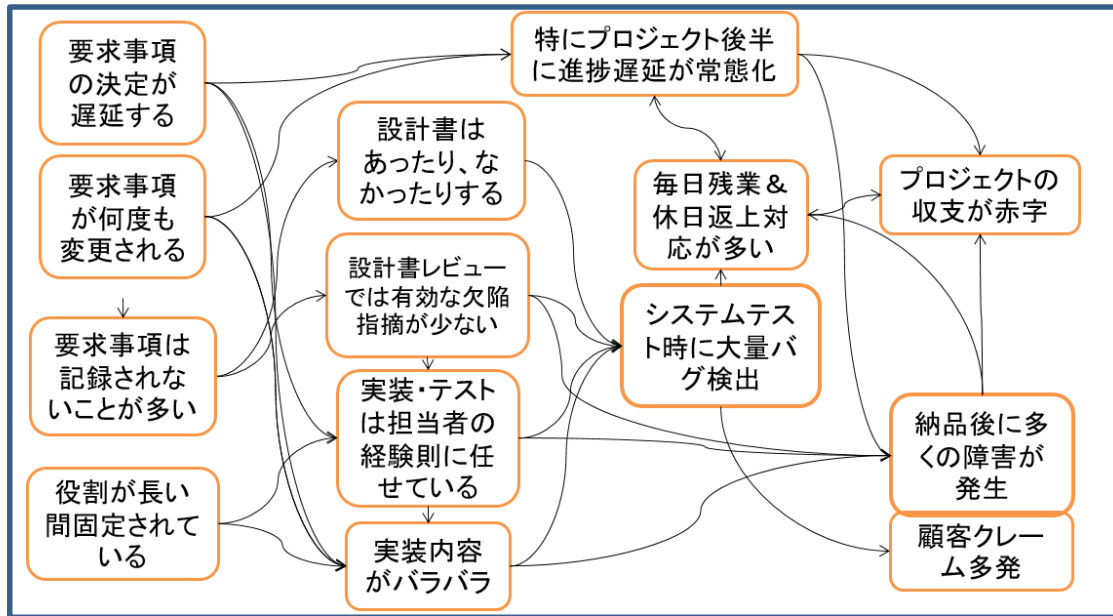 要求事項
の決定が
遅延する
特にプロジェクト後半
に進捗遅延が常態化
設計書は
あったり、な
かったりする
要求事項
が何度も
変更される
毎日残業&
休日返上対
応が多い
プロジェクトの
収支が赤字
設計書レビュー
では有効な欠陥
指摘が少ない
要求事項は
記録されな
いことが多い
システムテス
ト時に大量バ
グ検出
実装・テスト
は担当者の
経験則に任
せている
納品後に多
くの障害が
発生
役割が長い
間固定されて
いる
実装内容
がバラバラ
顧客クレー
ム多発